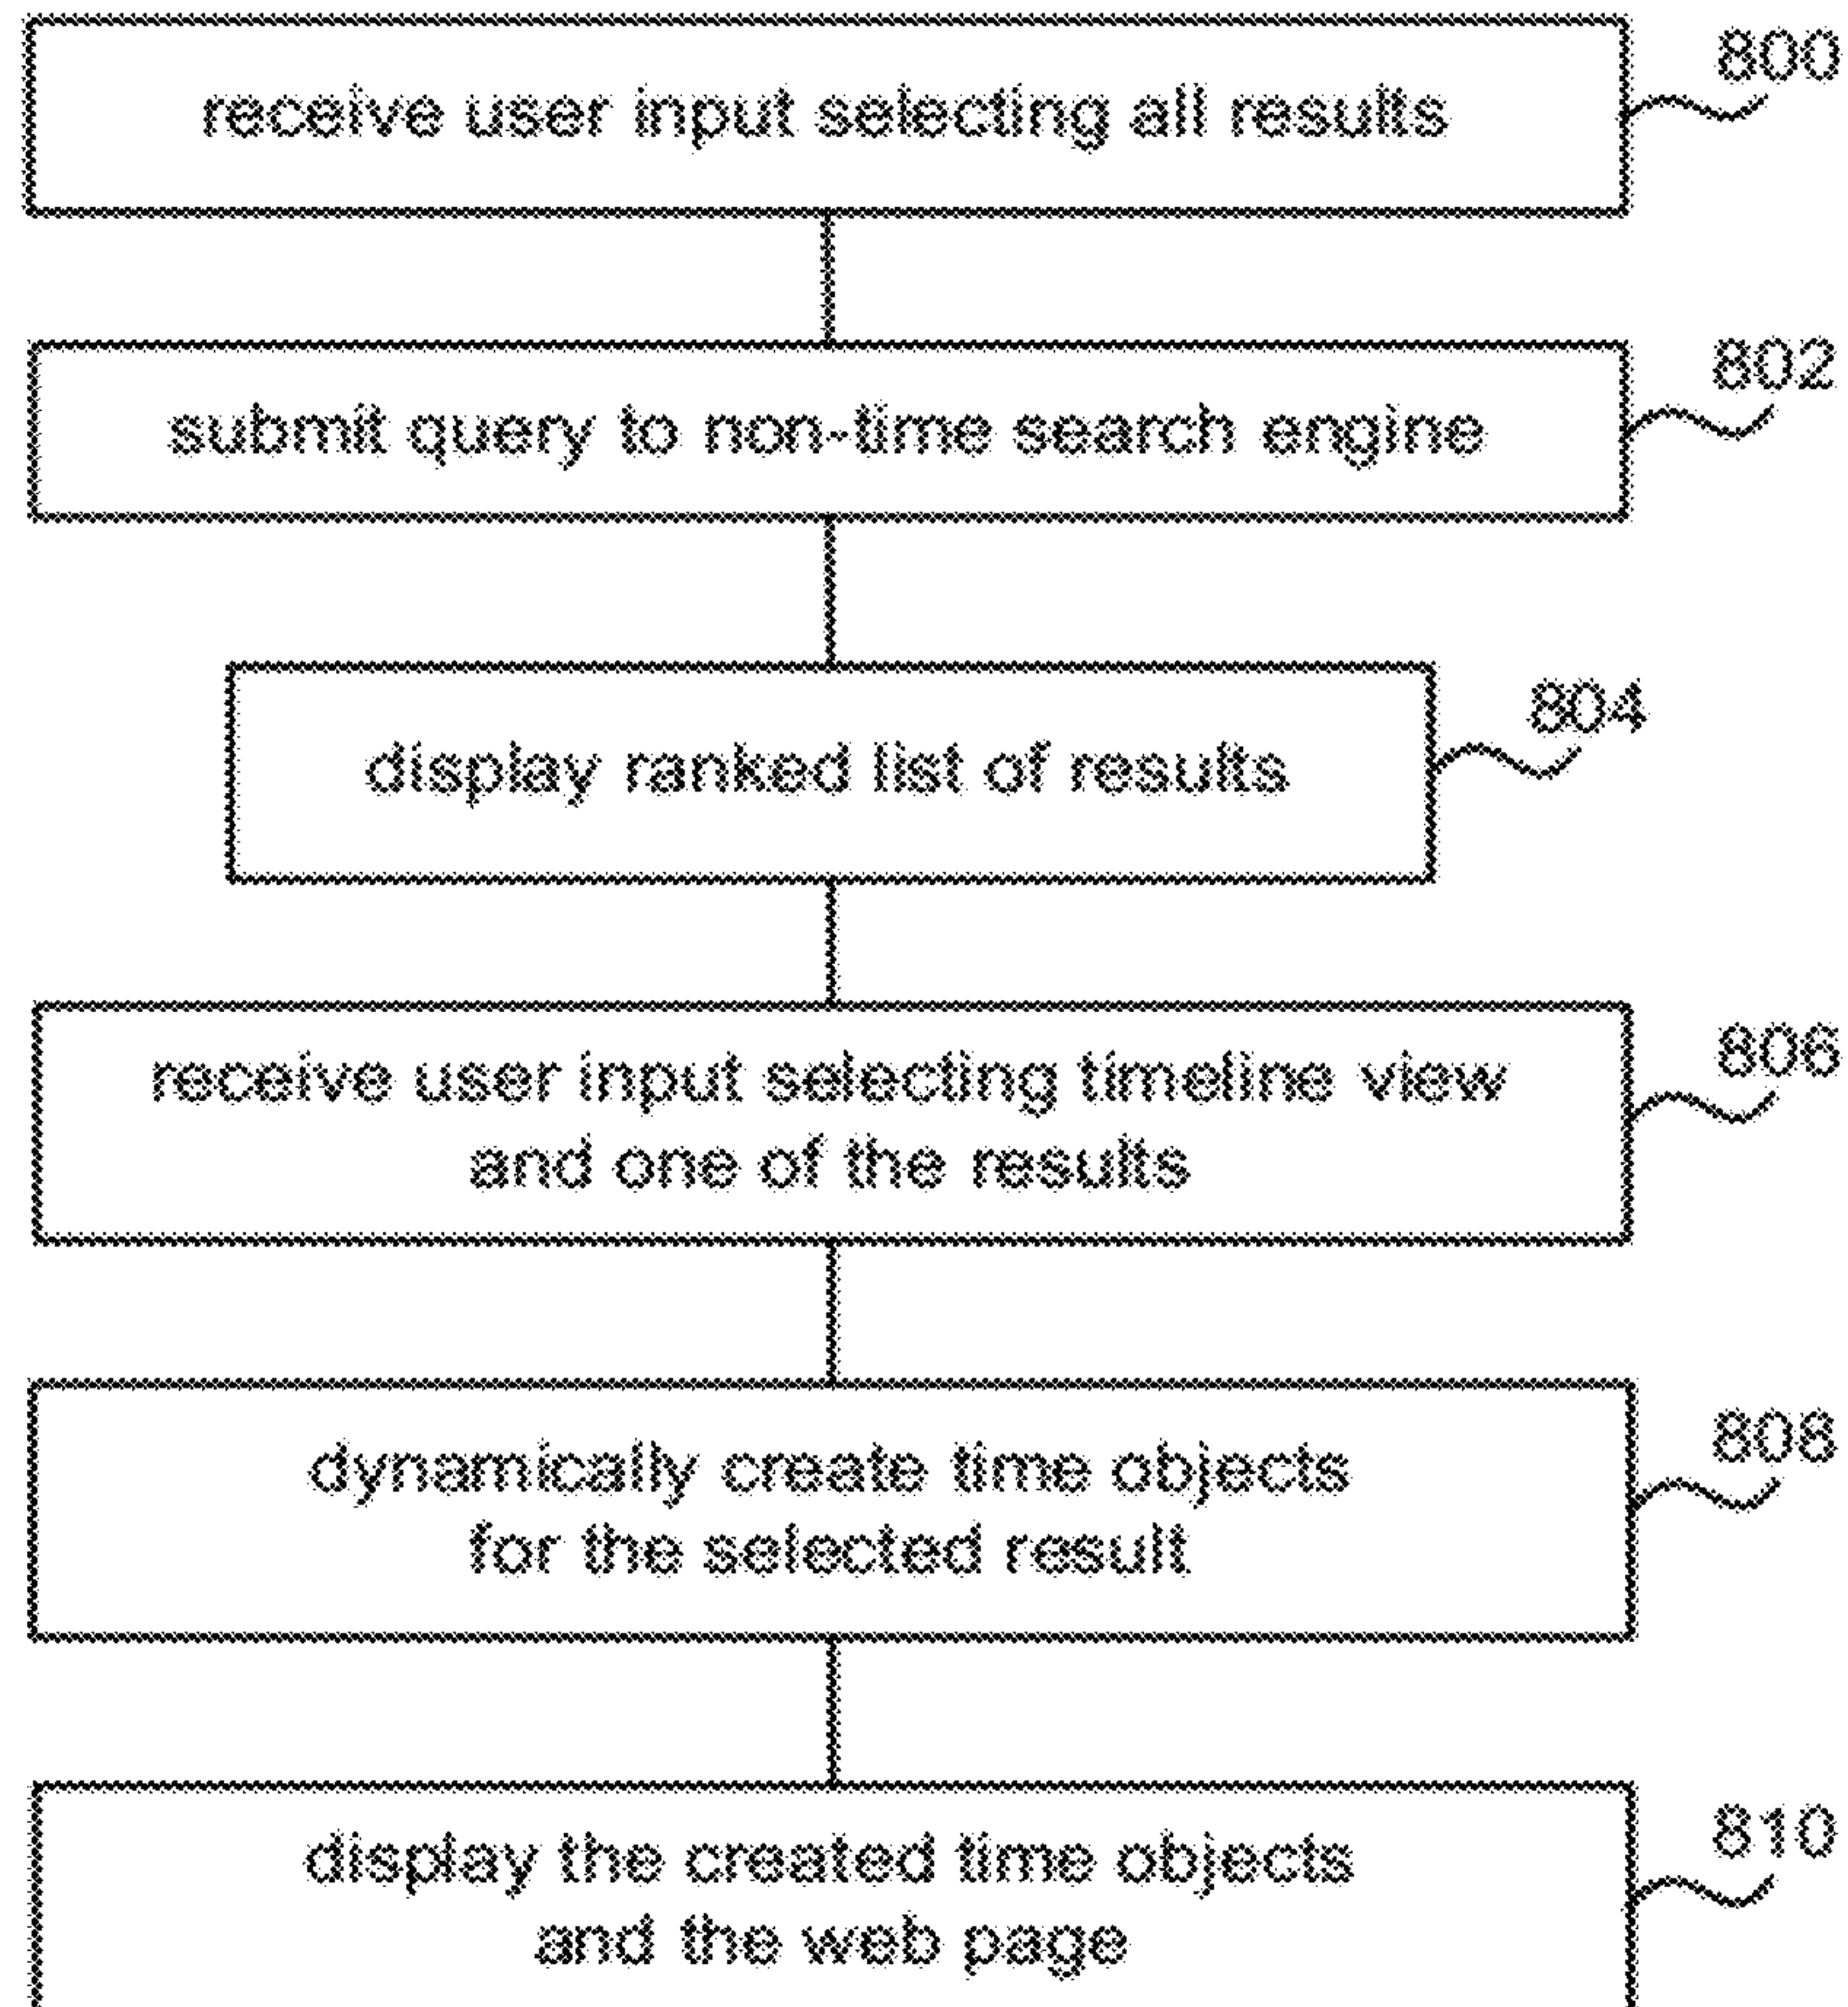 800
receive user input selecting all results
802
submit query to non-time search engine
804
display ranked list of results
806
receive user input selecting timeline view
and one of the results
808
dynamically create time objects
for the selected result
810
display the created time objects
and the web page